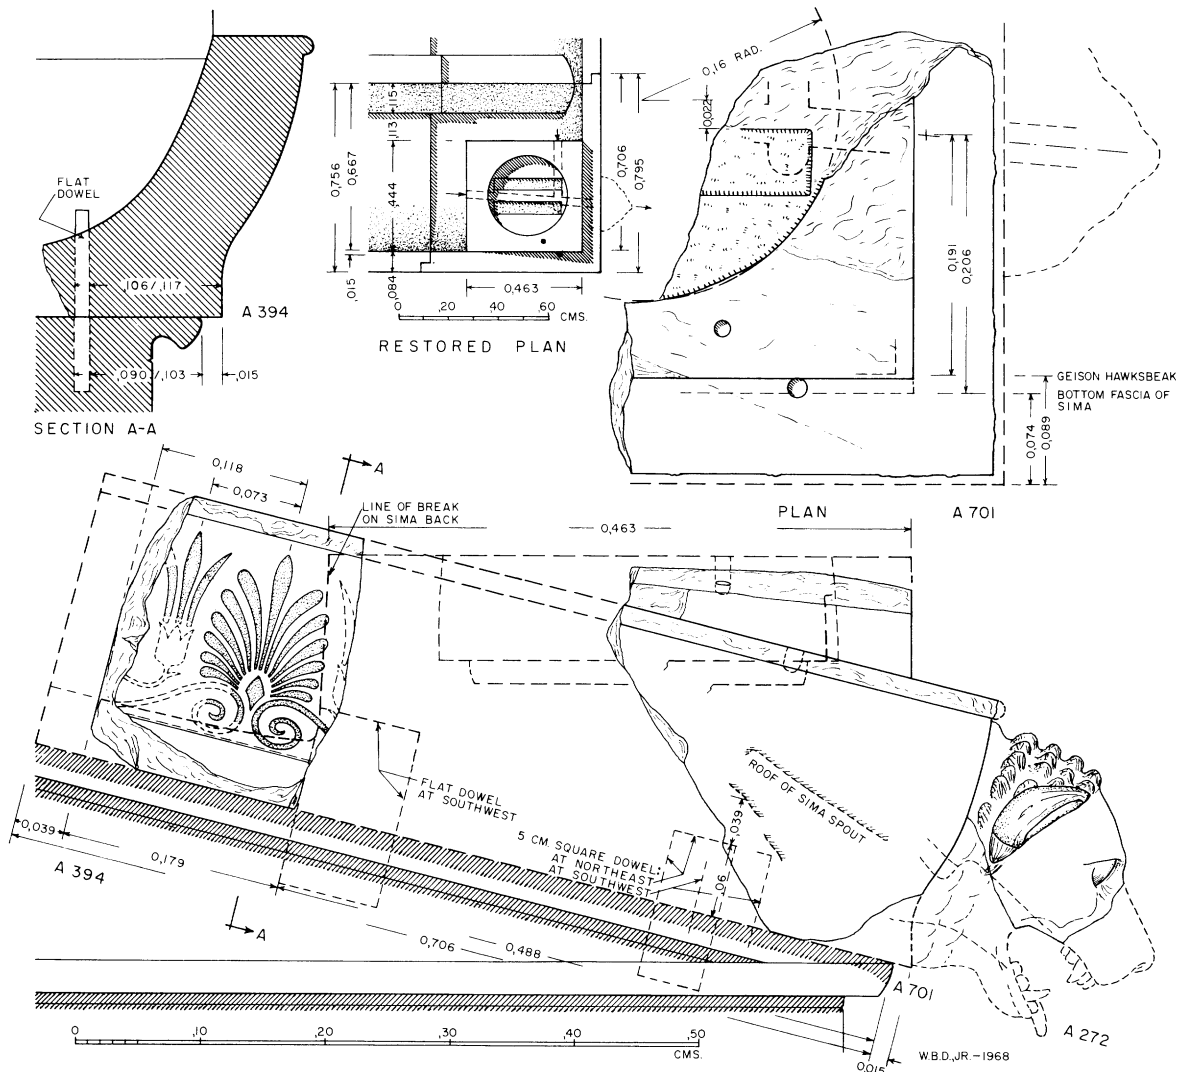 FLAT
DOWEL
,106/,117
A 394
,090 /,103
,015
SECTION A-A
0,756
0,667
,115
,113
,444
,015
,084
0,706
0,795
0,463
0 ,20 ,40 ,60
CMS.
RESTORED PLAN
0,16 RAD.
0,022
0,191
0,206
GEISON HAWKSBEAK
BOTTOM FASCIA OF
SIMA
0,074
0,089
PLAN
A 701
0,118
0,073
A
LINE OF BREAK
ON SIMA BACK
0,463
FLAT DOWEL
AT SOUTHWEST
ROOF OF SIMA SPOUT
5 CM. SQUARE DOWEL:
AT NORTHEAST
AT SOUTHWEST
,039
,06
0,039
0,179
A 394
A
0,706
0,488
A 701
A 272
0 ,10 ,20 ,30 ,40 ,50
CMS.
0,015
W.B.D., JR.-1968